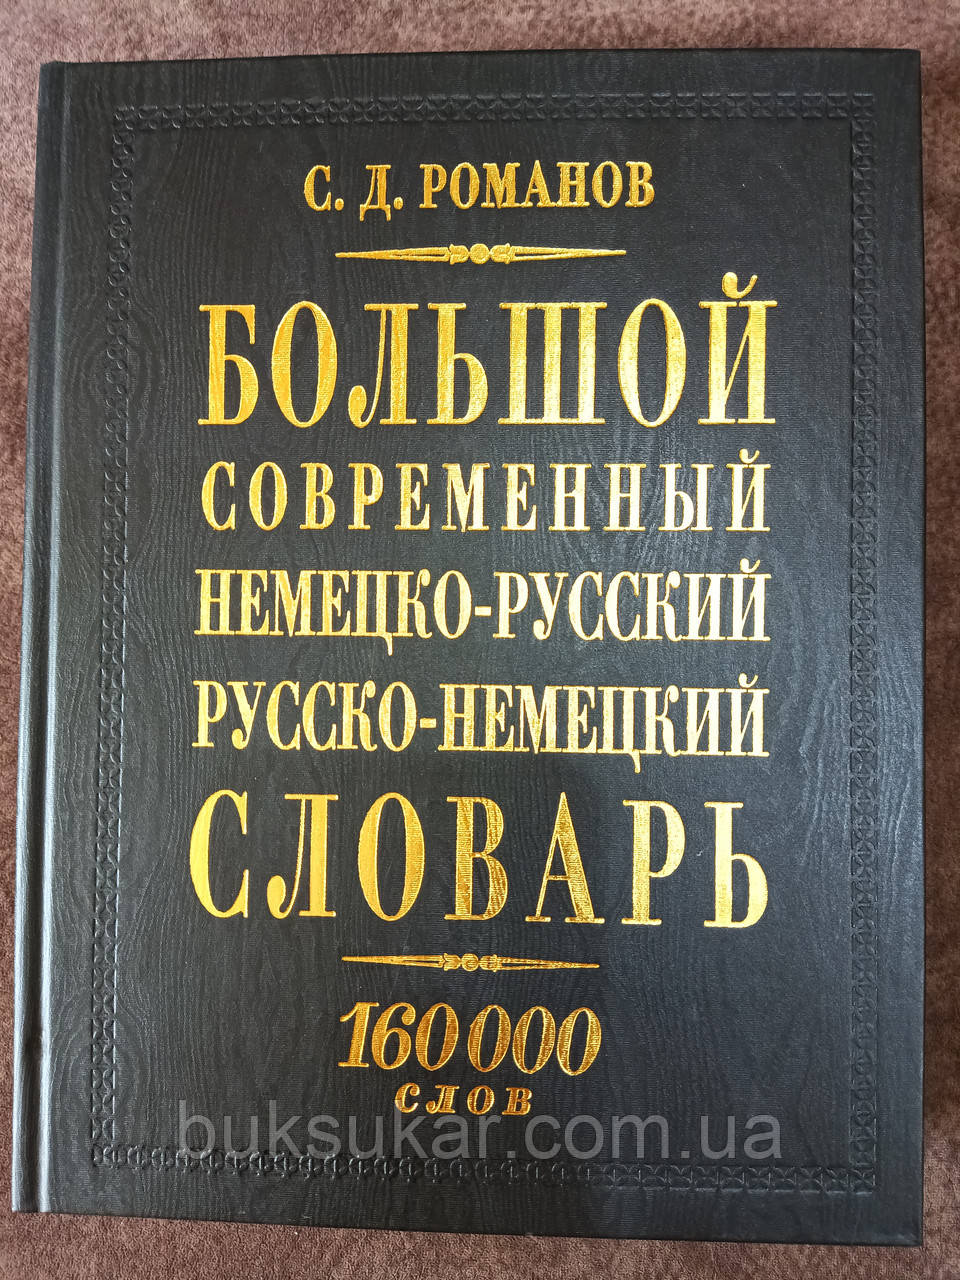 С. Д. РОМАНОВ
БОЛЬШОЙ
СОВРЕМЕННЫЙ
НЕМЕЦКО-РУССКИЙ
РУССКО-НЕМЕЦКИЙ
СЛОВАРЬ
160 000
СЛОВ
buksukar.com.ua